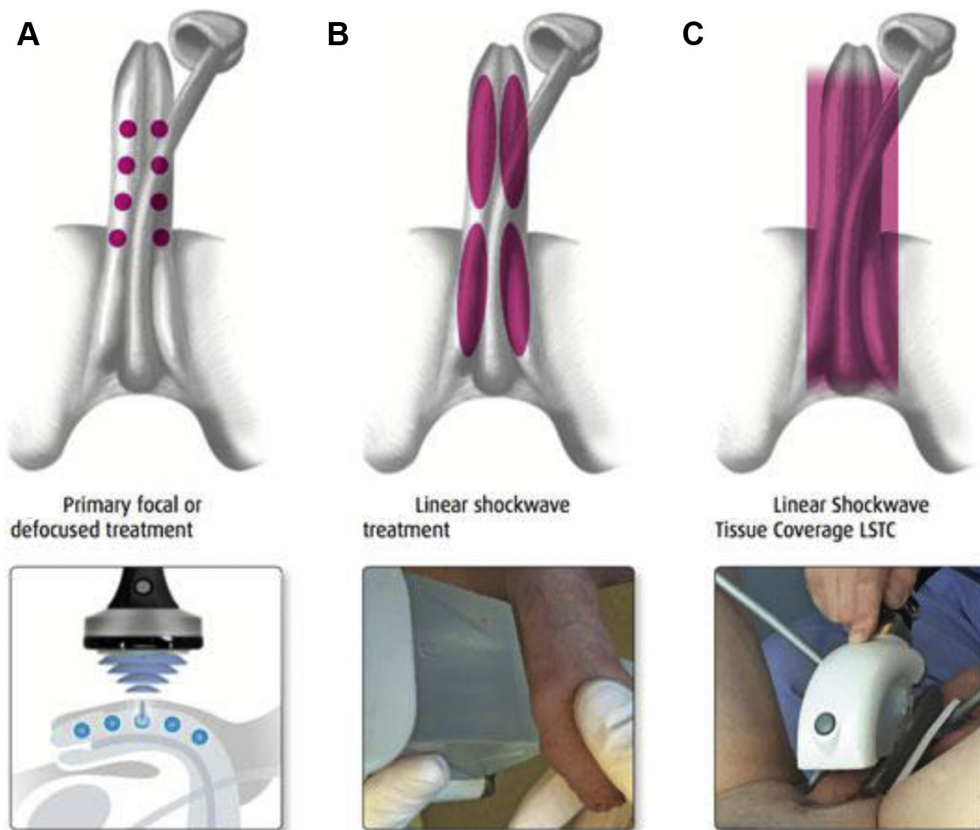 A
B
C
Primary focal or
defocused treatment
Linear shockwave
treatment
Linear Shockwave
Tissue Coverage LSTC